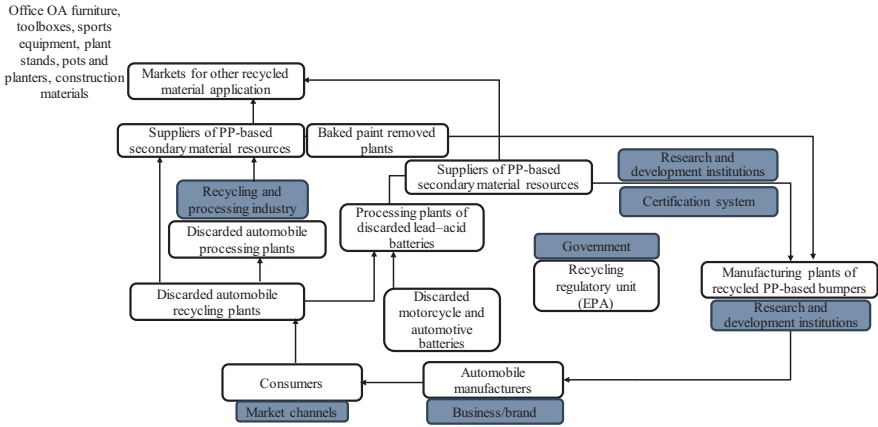 Office OA furniture,
toolboxes, sports
equipment, plant
stands, pots and
planters, construction
materials
Markets for other recycled
material application
Suppliers of PP-based
secondary material resources
Baked paint removed
plants
Suppliers of PP-based
secondary material resources
Research and
development institutions
Certification system
Recycling and
processing industry
Discarded automobile
processing plants
Processing plants of
discarded lead–acid
batteries
Government
Recycling
regulatory unit
(EPA)
Manufacturing plants of
recycled PP-based bumpers
Research and
development institutions
Discarded automobile
recycling plants
Discarded
motorcycle and
automotive
batteries
Consumers
Market channels
Automobile
manufacturers
Business/brand